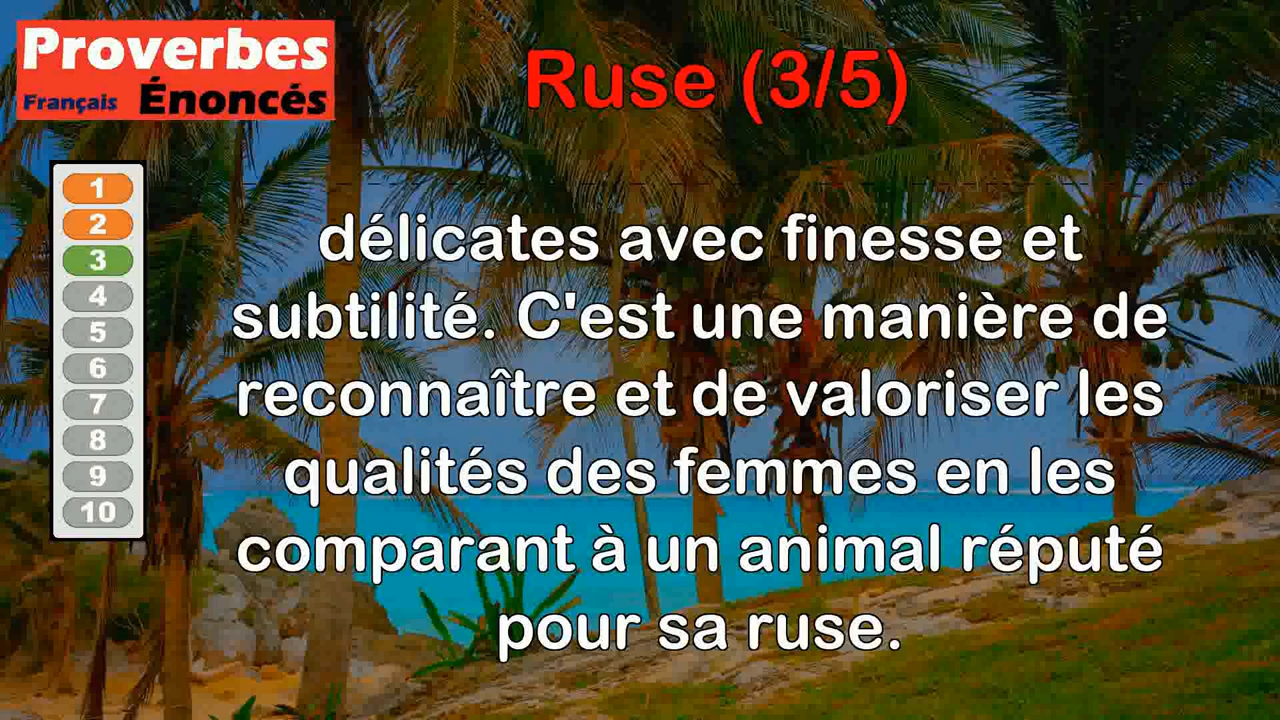 Proverbes
Français Énoncés
Ruse (3/5)
1
2
3
4
5
6
7
8
9
10
délicates avec finesse et
subtilité. C'est une manière de
reconnaître et de valoriser les
qualités des femmes en les
comparant à un animal réputé
pour sa ruse.